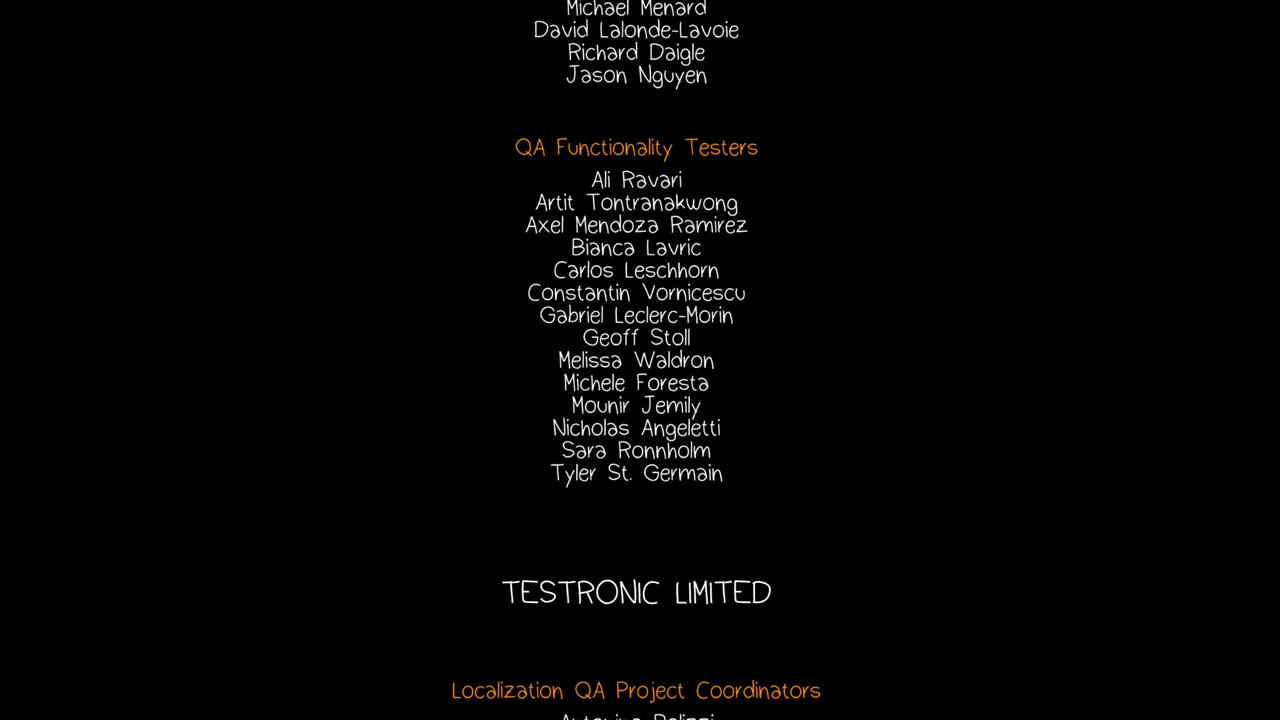 Michael Menard
David Lalonde-Lavoie
Richard Daigle
Jason Nguyen
QA Functionality Testers
Ali Ravari
Artit Tontranakwong
Axel Mendoza Ramirez
Bianca Lavric
Carlos Leschhorn
Constantin Vornicescu
Gabriel Leclerc-Morin
Geoff Stoll
Melissa Waldron
Michele Foresta
Mounir Jemily
Nicholas Angeletti
Sara Ronnholm
Tyler St. Germain
TESTRONIC LIMITED
Localization QA Project Coordinators